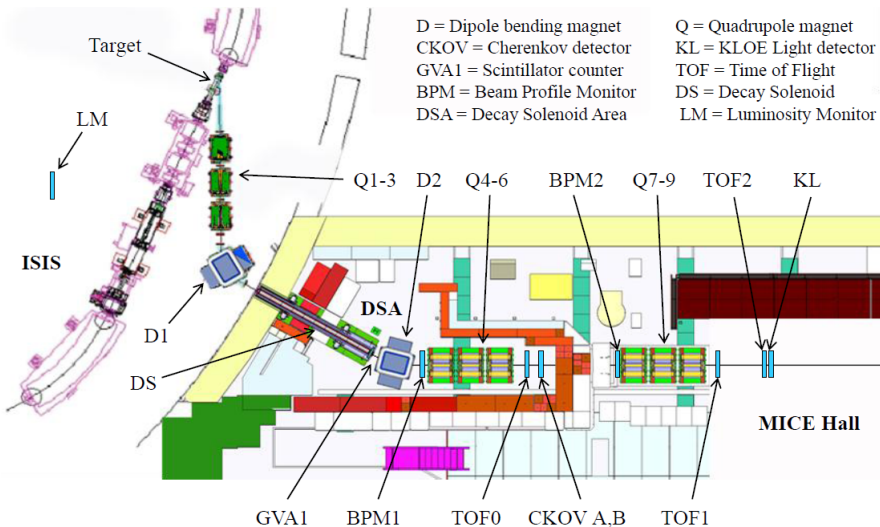 D = Dipole bending magnet Q = Quadrupole magnet
CKOV = Cherenkov detector KL = KLOE Light detector
GVA1 = Scintillator counter TOF = Time of Flight
BPM = Beam Profile Monitor DS = Decay Solenoid
DSA = Decay Solenoid Area LM = Luminosity Monitor
Target
LM
Q1-3 D2 Q4-6 BPM2 Q7-9 TOF2 KL
ISIS
DSA
D1
DS
MICE Hall
GVA1 BPM1 TOF0 CKOV A,B TOF1